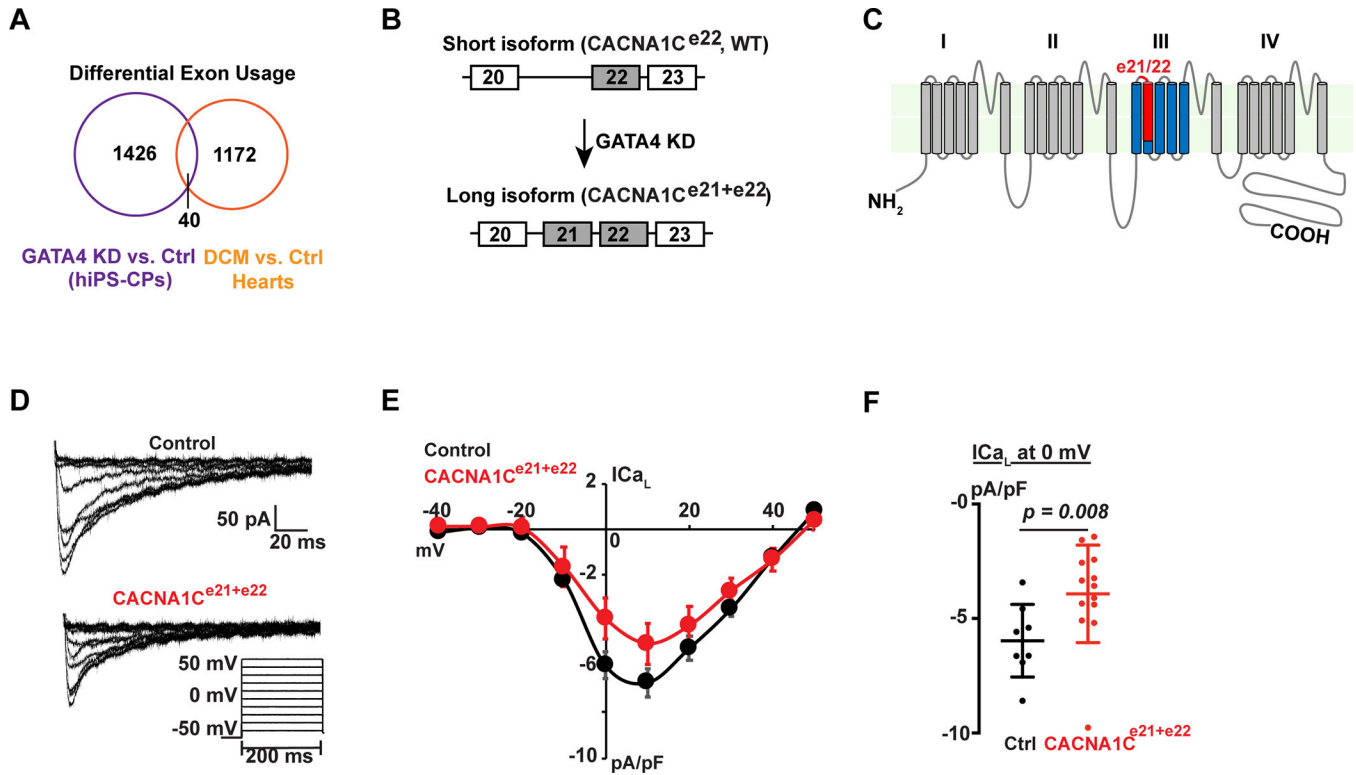 A
Differential Exon Usage
1426
1172
40
GATA4 KD vs. Ctrl
(hiPS-CPs)
DCM vs. Ctrl
Hearts
B
Short isoform (CACNA1C^e22, WT)
20
22
23
GATA4 KD
Long isoform (CACNA1C^e21+e22)
20
21
22
23
C
I
II
III
IV
e21/22
NH₂
COOH
D
Control
50 pA
20 ms
CACNA1C^e21+e22
50 mV
0 mV
-50 mV
200 ms
E
Control
CACNA1C^e21+e22
ICa_L
2
-40
-20
0
20
40
mV
-2
-6
-10
pA/pF
F
ICa_L at 0 mV
pA/pF
-0
p = 0.008
-5
-10
Ctrl
CACNA1C^e21+e22